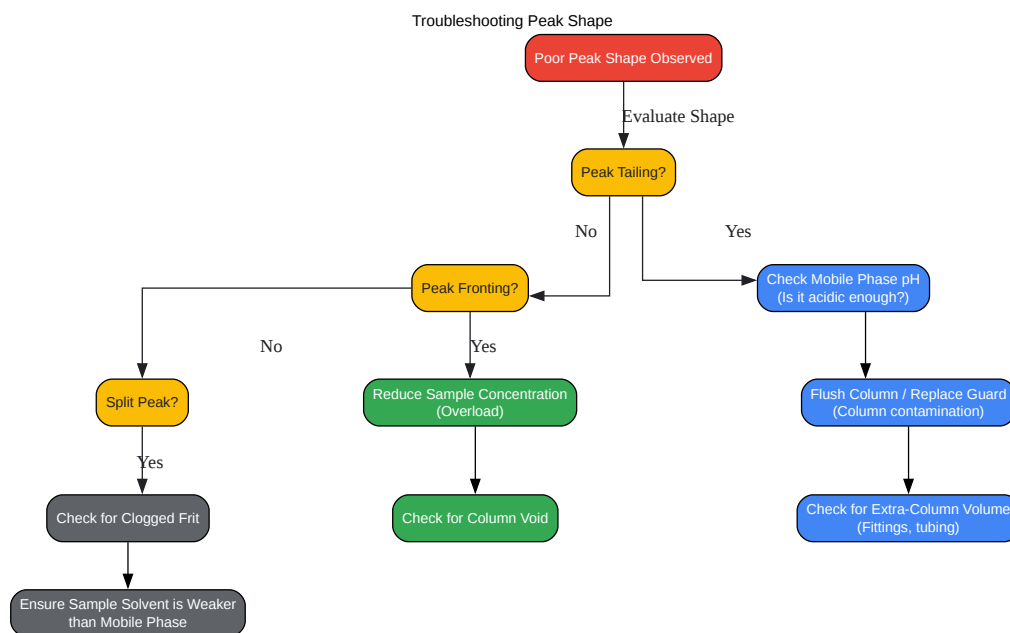 Troubleshooting Peak Shape
Poor Peak Shape Observed
Evaluate Shape
Peak Tailing?
No
Yes
Peak Fronting?
Check Mobile Phase pH
(Is it acidic enough?)
No
Yes
Split Peak?
Reduce Sample Concentration
(Overload)
Flush Column / Replace Guard
(Column contamination)
Yes
Check for Clogged Frit
Check for Column Void
Check for Extra-Column Volume
(Fittings, tubing)
Ensure Sample Solvent is Weaker
than Mobile Phase